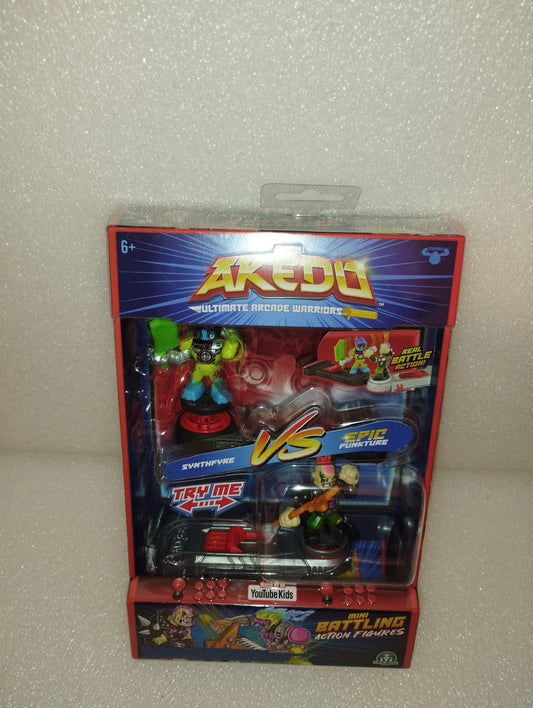 6+
AKEDO
ULTIMATE ARCADE WARRIORS
TM
REAL
BATTLE
ACTION!
VS
SYNTHFYRE
EPIC
PUNKTURE
TRY ME
YouTube Kids
MINI
BATTLING
ACTION FIGURES